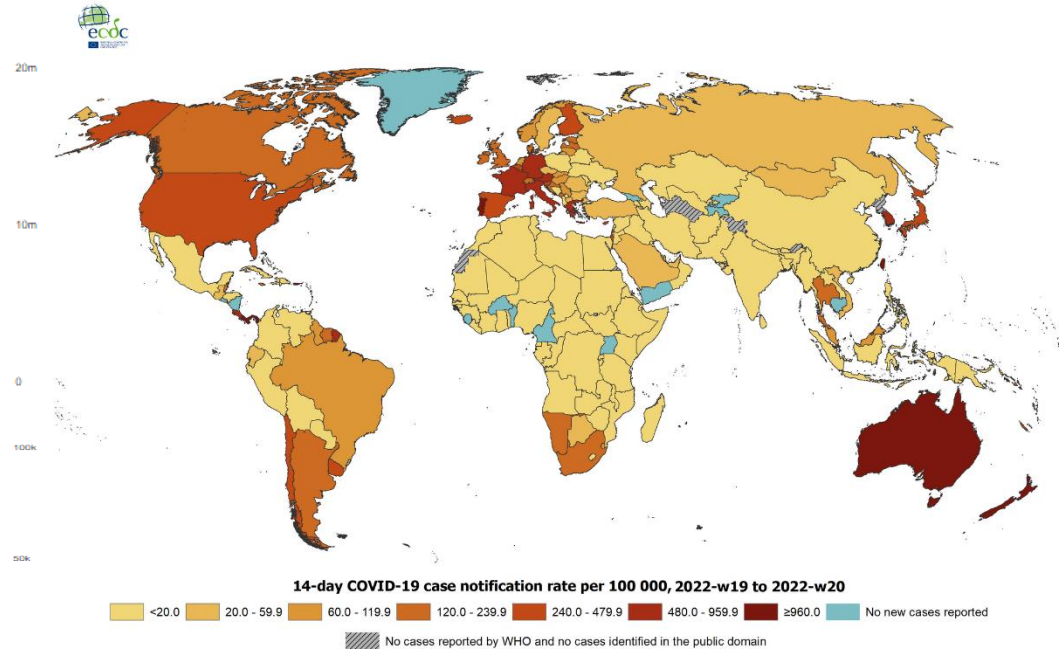 ecdc
20m
10m
0
100k
50k
14-day COVID-19 case notification rate per 100 000, 2022-w19 to 2022-w20
<20.0 20.0 - 59.9 60.0 - 119.9 120.0 - 239.9 240.0 - 479.9 480.0 - 959.9 ≥960.0 No new cases reported
No cases reported by WHO and no cases identified in the public domain